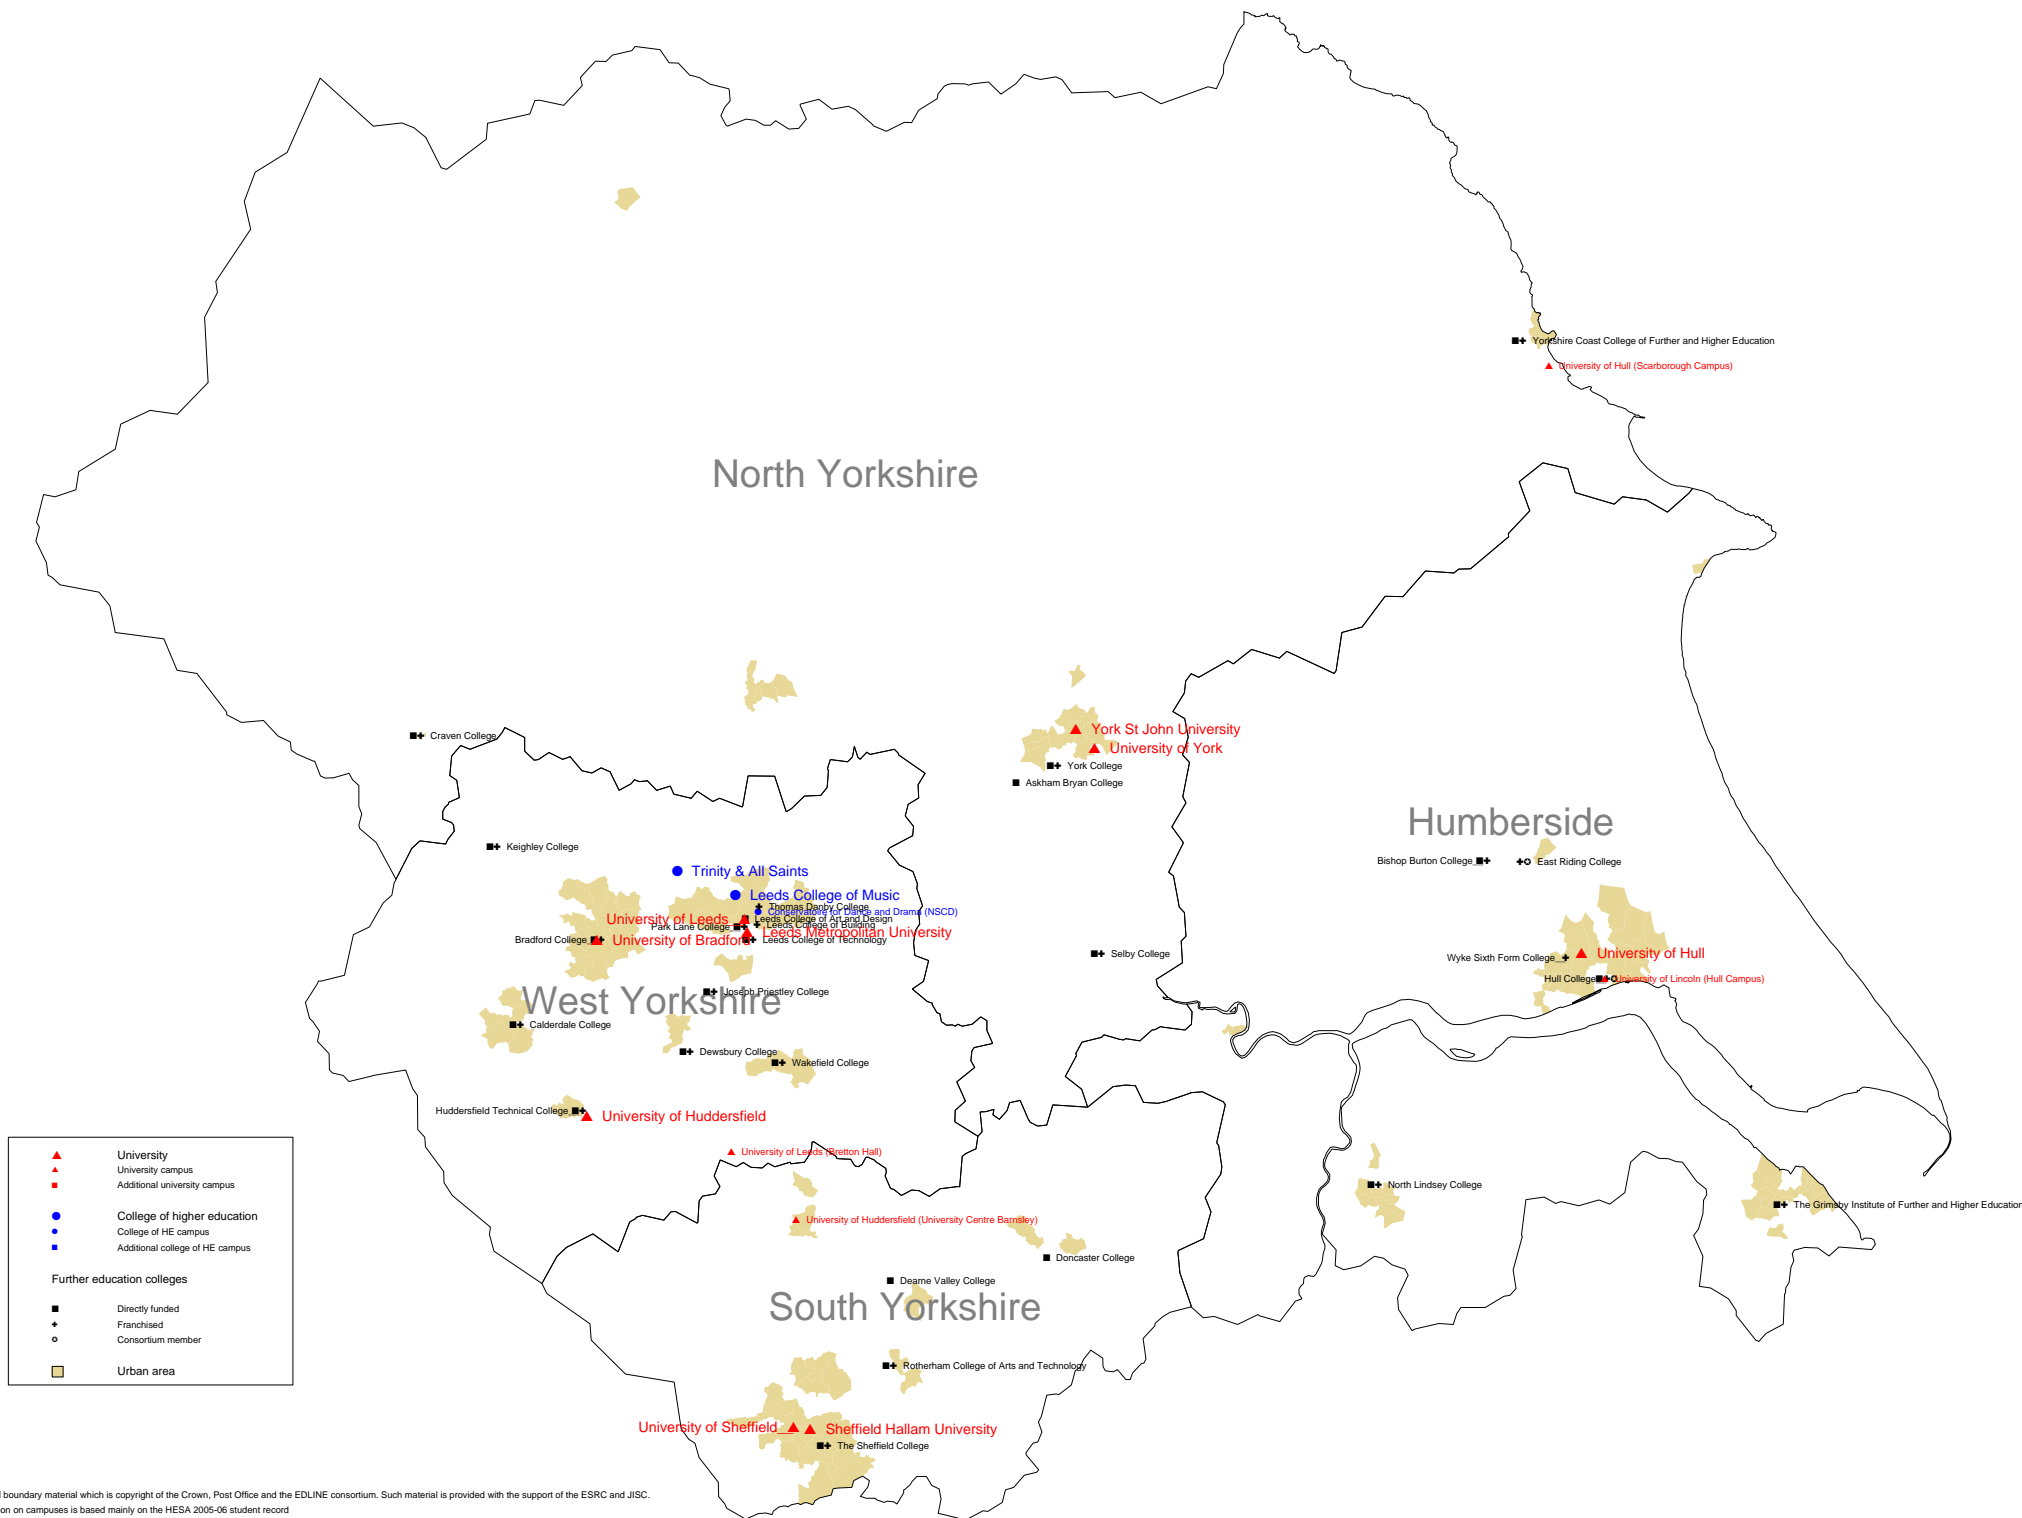 Yorkshire Coast College of Further and Higher Education
University of Hull (Scarborough Campus)
North Yorkshire
York St John University
Craven College
University of York
York College
Askham Bryan College
Humberside
Keighley College
Bishop Burton College
East Riding College
Trinity & All Saints
Leeds College of Music
Thomas Danby College
Conservatoire for Dance and Drama (NSCD)
University of Leeds
Leeds College of Art and Design
Park Lane College
Leeds College of Building
Leeds Metropolitan University
Bradford College
University of Bradford
Leeds College of Technology
Selby College
University of Hull
Wyke Sixth Form College
Hull College
University of Lincoln (Hull Campus)
Joseph Priestley College
West Yorkshire
Calderdale College
Dewsbury College
Wakefield College
Huddersfield Technical College
University of Huddersfield
University of Leeds (Bretton Hall)
North Lindsey College
The Grimsby Institute of Further and Higher Education
University of Huddersfield (University Centre Barnsley)
Doncaster College
Dearne Valley College
South Yorkshire
Rotherham College of Arts and Technology
University of Sheffield
Sheffield Hallam University
The Sheffield College
University
University campus
Additional university campus
College of higher education
College of HE campus
Additional college of HE campus
Further education colleges
Directly funded
Franchised
Consortium member
Urban area
boundary material which is copyright of the Crown, Post Office and the EDLINE consortium. Such material is provided with the support of the ESRC and JISC.
on on campuses is based mainly on the HESA 2005-06 student record